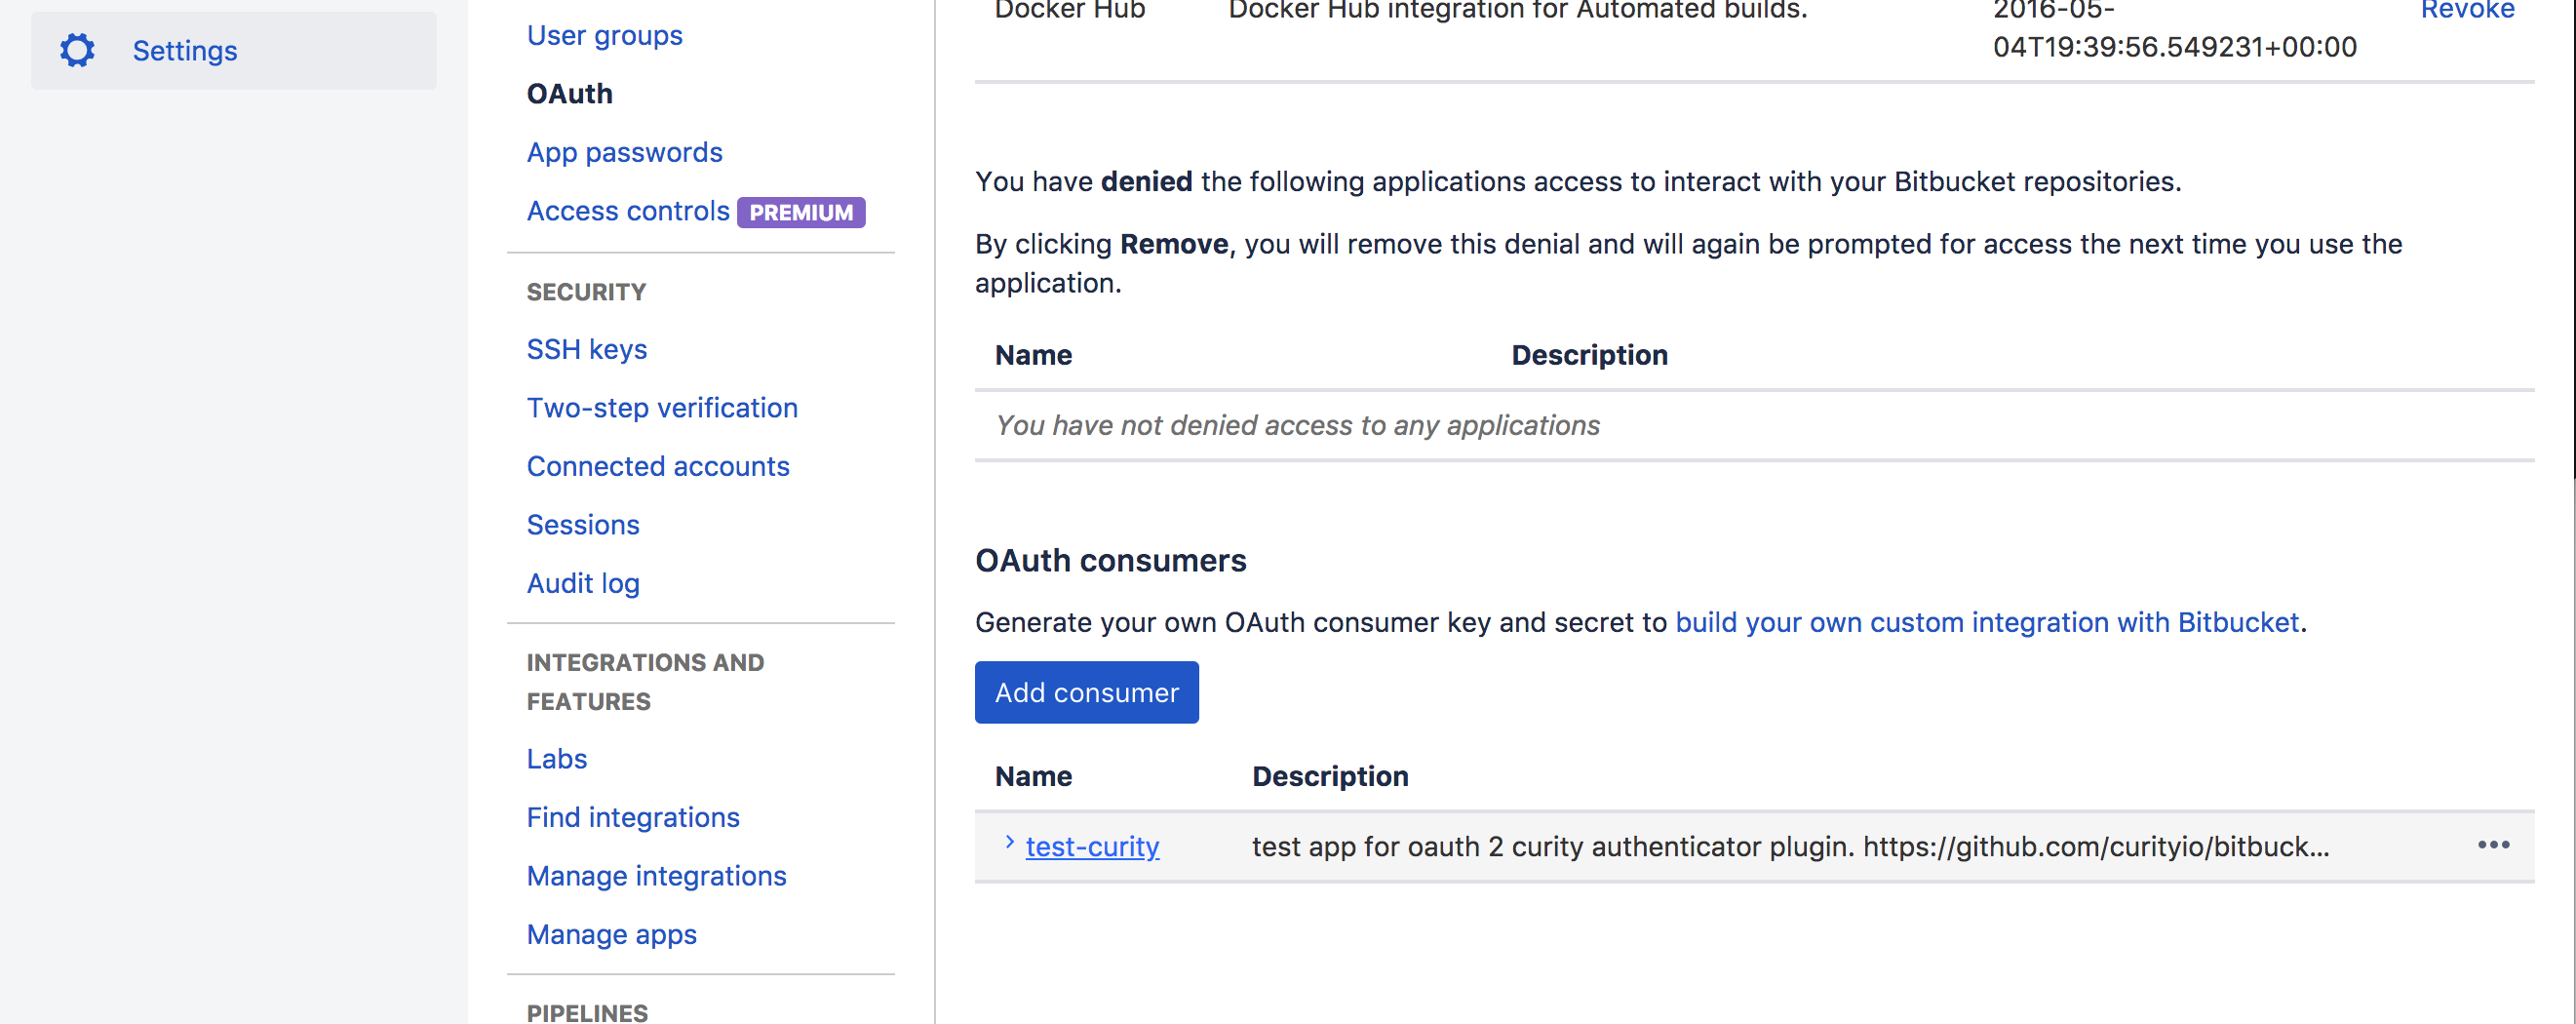 Settings
User groups
OAuth
App passwords
Access controls PREMIUM
SECURITY
SSH keys
Two-step verification
Connected accounts
Sessions
Audit log
INTEGRATIONS AND
FEATURES
Labs
Find integrations
Manage integrations
Manage apps
PIPELINES
Docker Hub Docker Hub integration for Automated builds. 2016-05- Revoke
04T19:39:56.549231+00:00
You have denied the following applications access to interact with your Bitbucket repositories.
By clicking Remove, you will remove this denial and will again be prompted for access the next time you use the
application.
Name Description
You have not denied access to any applications
OAuth consumers
Generate your own OAuth consumer key and secret to build your own custom integration with Bitbucket.
Add consumer
Name Description
test-curity test app for oauth 2 curity authenticator plugin. https://github.com/curityio/bitbuck...